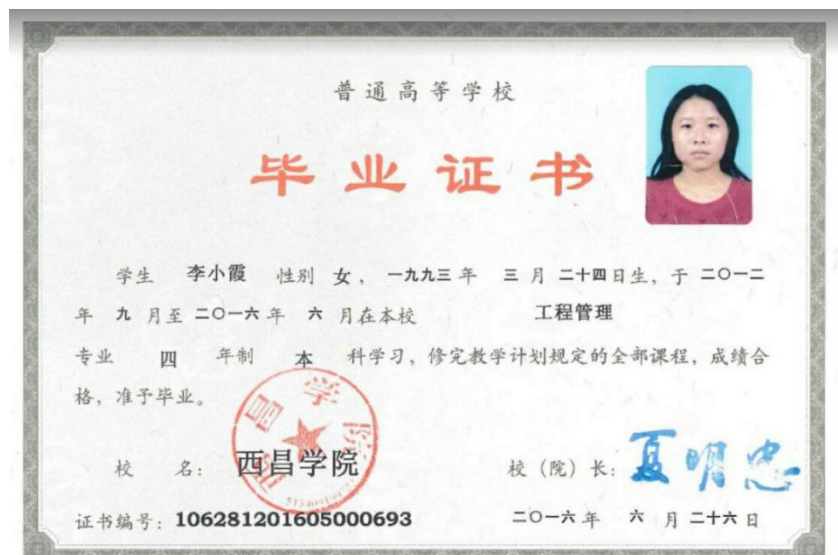 普通高等学校
毕业证书
学生 李小霞 性别 女，一九九三年 三月二十四日生，于二〇一二
年 九月至二〇一六年 六月在本校 工程管理
专业 四 年制 本 科学习，修完教学计划规定的全部课程，成绩合
格，准予毕业。
西昌学院
校 名：西昌学院 校（院）长：夏明忠
证书编号：106281201605000693 二〇一六年 六月二十六日